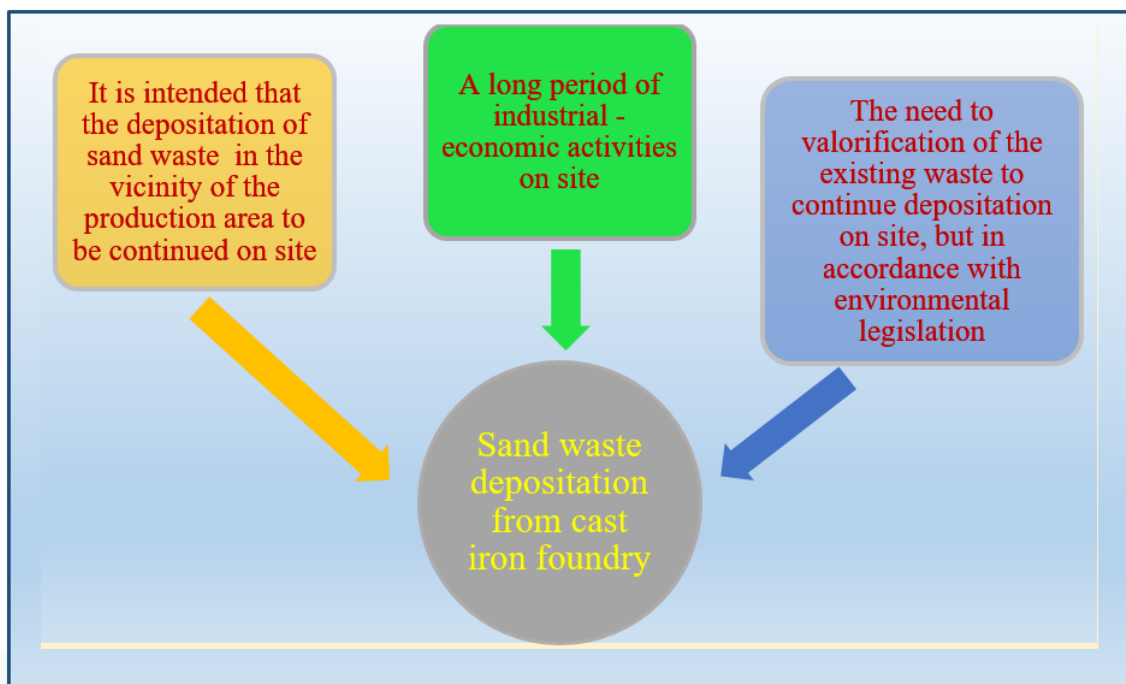 It is intended that
the depositation of
sand waste in the
vicinity of the
production area to
be continued on site
A long period of
industrial -
economic activities
on site
The need to
valorification of the
existing waste to
continue depositation
on site, but in
accordance with
environmental
legislation
Sand waste
depositation
from cast
iron foundry